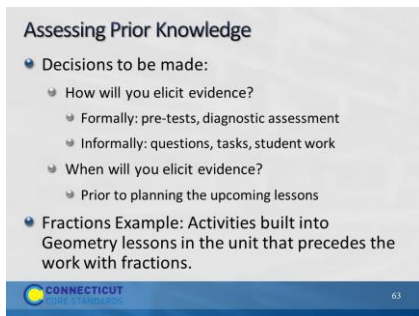 Assessing Prior Knowledge
Decisions to be made:
How will you elicit evidence?
Formally: pre-tests, diagnostic assessment
Informally: questions, tasks, student work
When will you elicit evidence?
Prior to planning the upcoming lessons
Fractions Example: Activities built into
Geometry lessons in the unit that precedes the
work with fractions.
CONNECTICUT
CORE STANDARDS
63